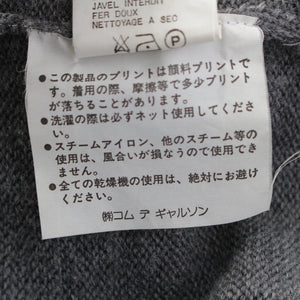 JAVEL INTERDIT
FER DOUX
NETTOYAGE A SEC
P
●この製品のプリントは顔料プリントで
す。着用の際、摩擦等で多少プリント
が落ちることがあります。
●洗濯の際は必ずネット使用してくださ
い。
●スチームアイロン、他のスチーム等の
使用は、風合いが損うので使用でき
ません。
●全ての乾燥機の使用は、絶対にお避け
ください。
㈱コム デ ギャルソン